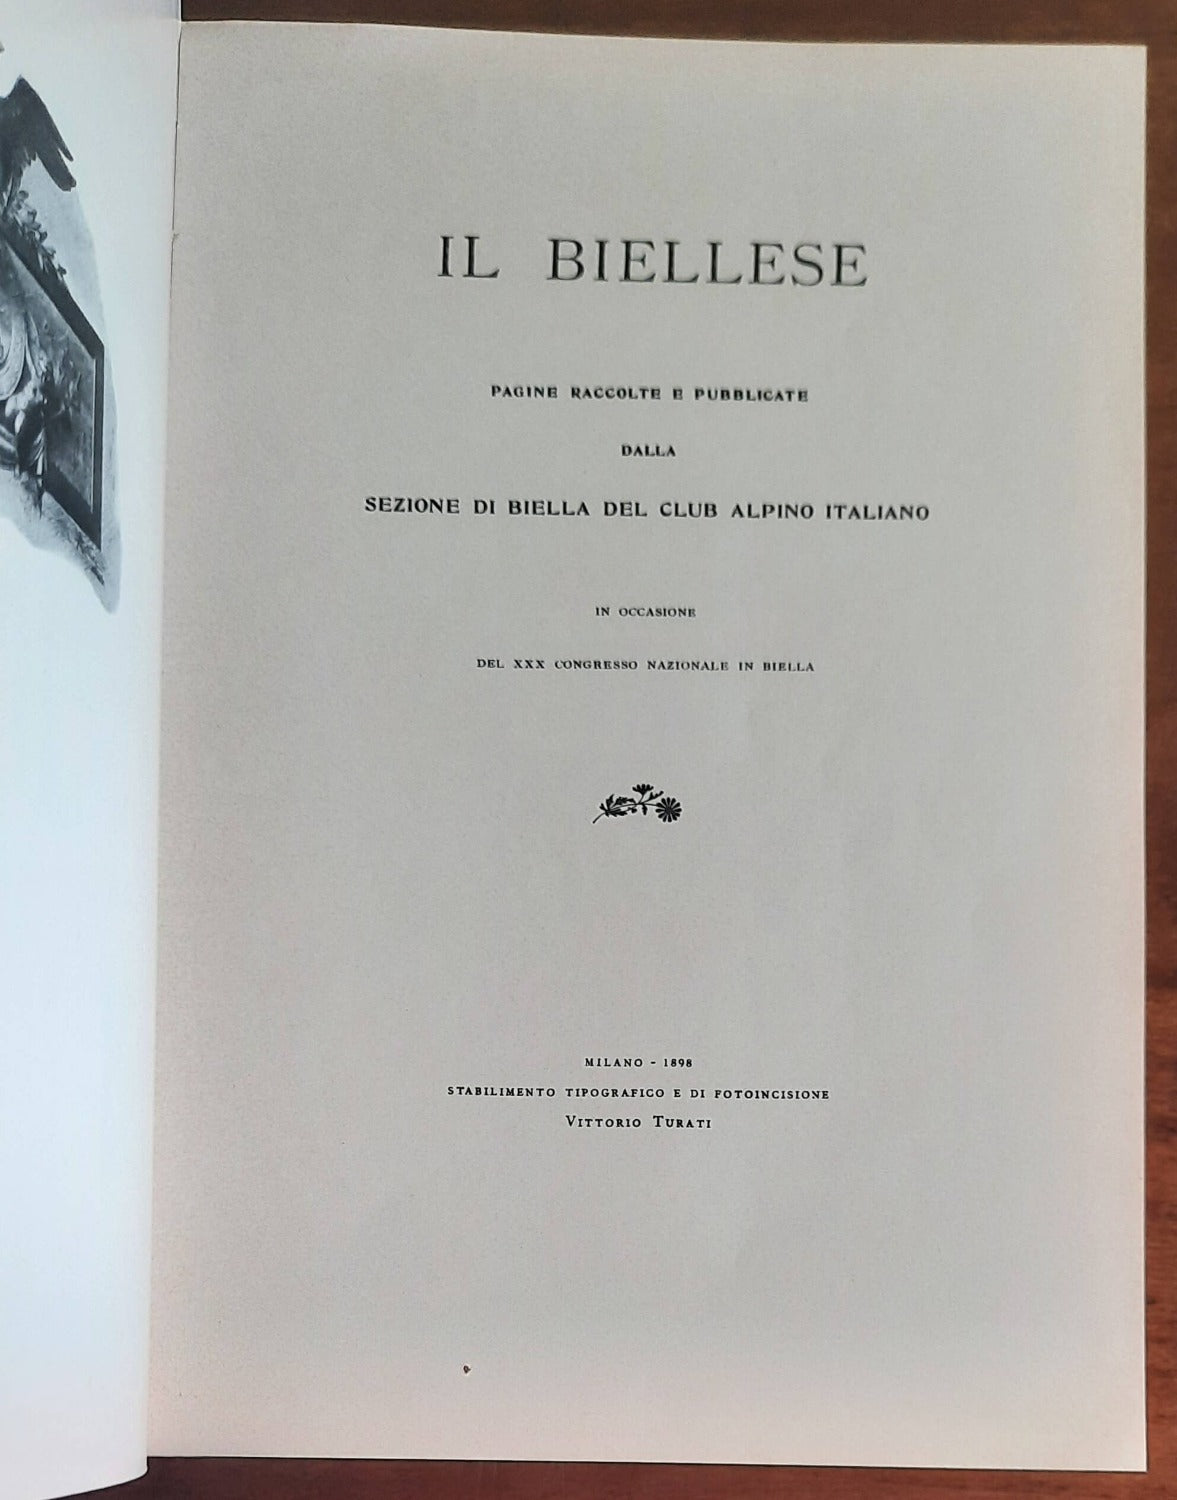 IL BIELLESE
PAGINE RACCOLTE E PUBBLICATE
DALLA
SEZIONE DI BIELLA DEL CLUB ALPINO ITALIANO
IN OCCASIONE
DEL XXX CONGRESSO NAZIONALE IN BIELLA
MILANO - 1898
STABILIMENTO TIPOGRAFICO E DI FOTOINCISIONE
VITTORIO TURATI